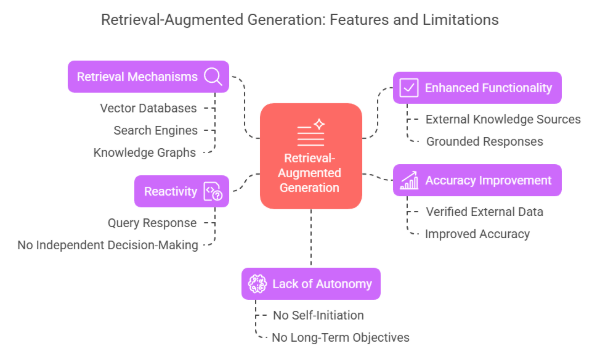 Retrieval-Augmented Generation: Features and Limitations
Retrieval Mechanisms
Vector Databases
Search Engines
Knowledge Graphs
Reactivity
Query Response
No Independent Decision-Making
Retrieval-
Augmented
Generation
Enhanced Functionality
External Knowledge Sources
Grounded Responses
Accuracy Improvement
Verified External Data
Improved Accuracy
Lack of Autonomy
No Self-Initiation
No Long-Term Objectives